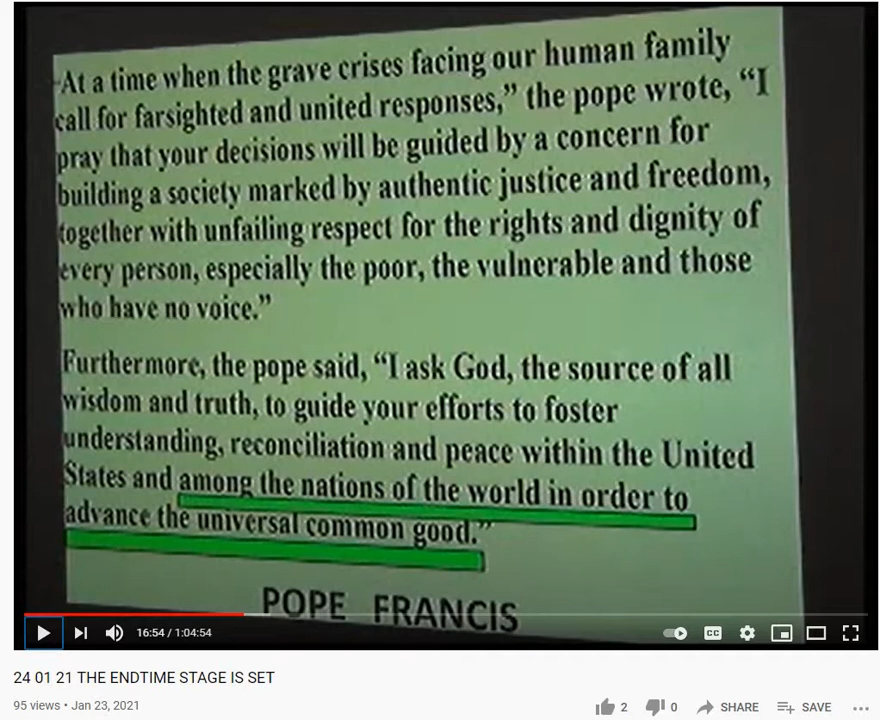 At a time when the grave crises facing our human family
call for farsighted and united responses,” the pope wrote, “I
pray that your decisions will be guided by a concern for
building a society marked by authentic justice and freedom,
together with unfailing respect for the rights and dignity of
every person, especially the poor, the vulnerable and those
who have no voice.”
Furthermore, the pope said, “I ask God, the source of all
wisdom and truth, to guide your efforts to foster
understanding, reconciliation and peace within the United
States and among the nations of the world in order to
advance the universal common good.”
POPE FRANCIS
16:54 / 1:04:54
CC
24 01 21 THE ENDTIME STAGE IS SET
95 views • Jan 23, 2021
2 0 SHARE SAVE